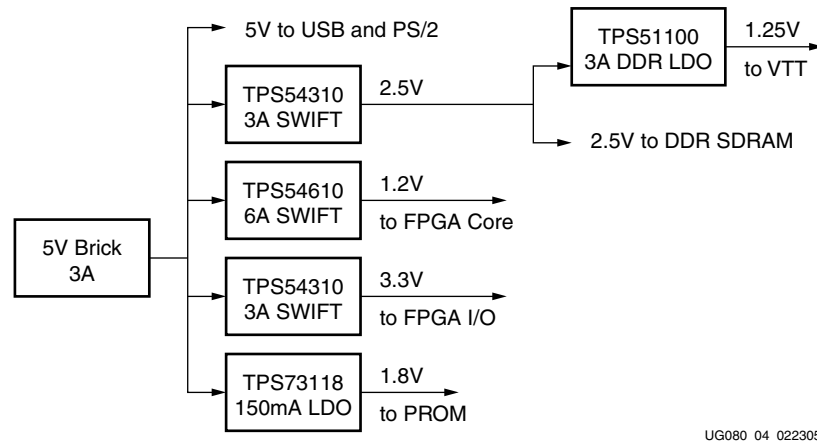 5V to USB and PS/2
TPS51100
3A DDR LDO
1.25V
to VTT
TPS54310
3A SWIFT
2.5V
2.5V to DDR SDRAM
TPS54610
6A SWIFT
1.2V
to FPGA Core
5V Brick
3A
TPS54310
3A SWIFT
3.3V
to FPGA I/O
TPS73118
150mA LDO
1.8V
to PROM
UG080_04_022305